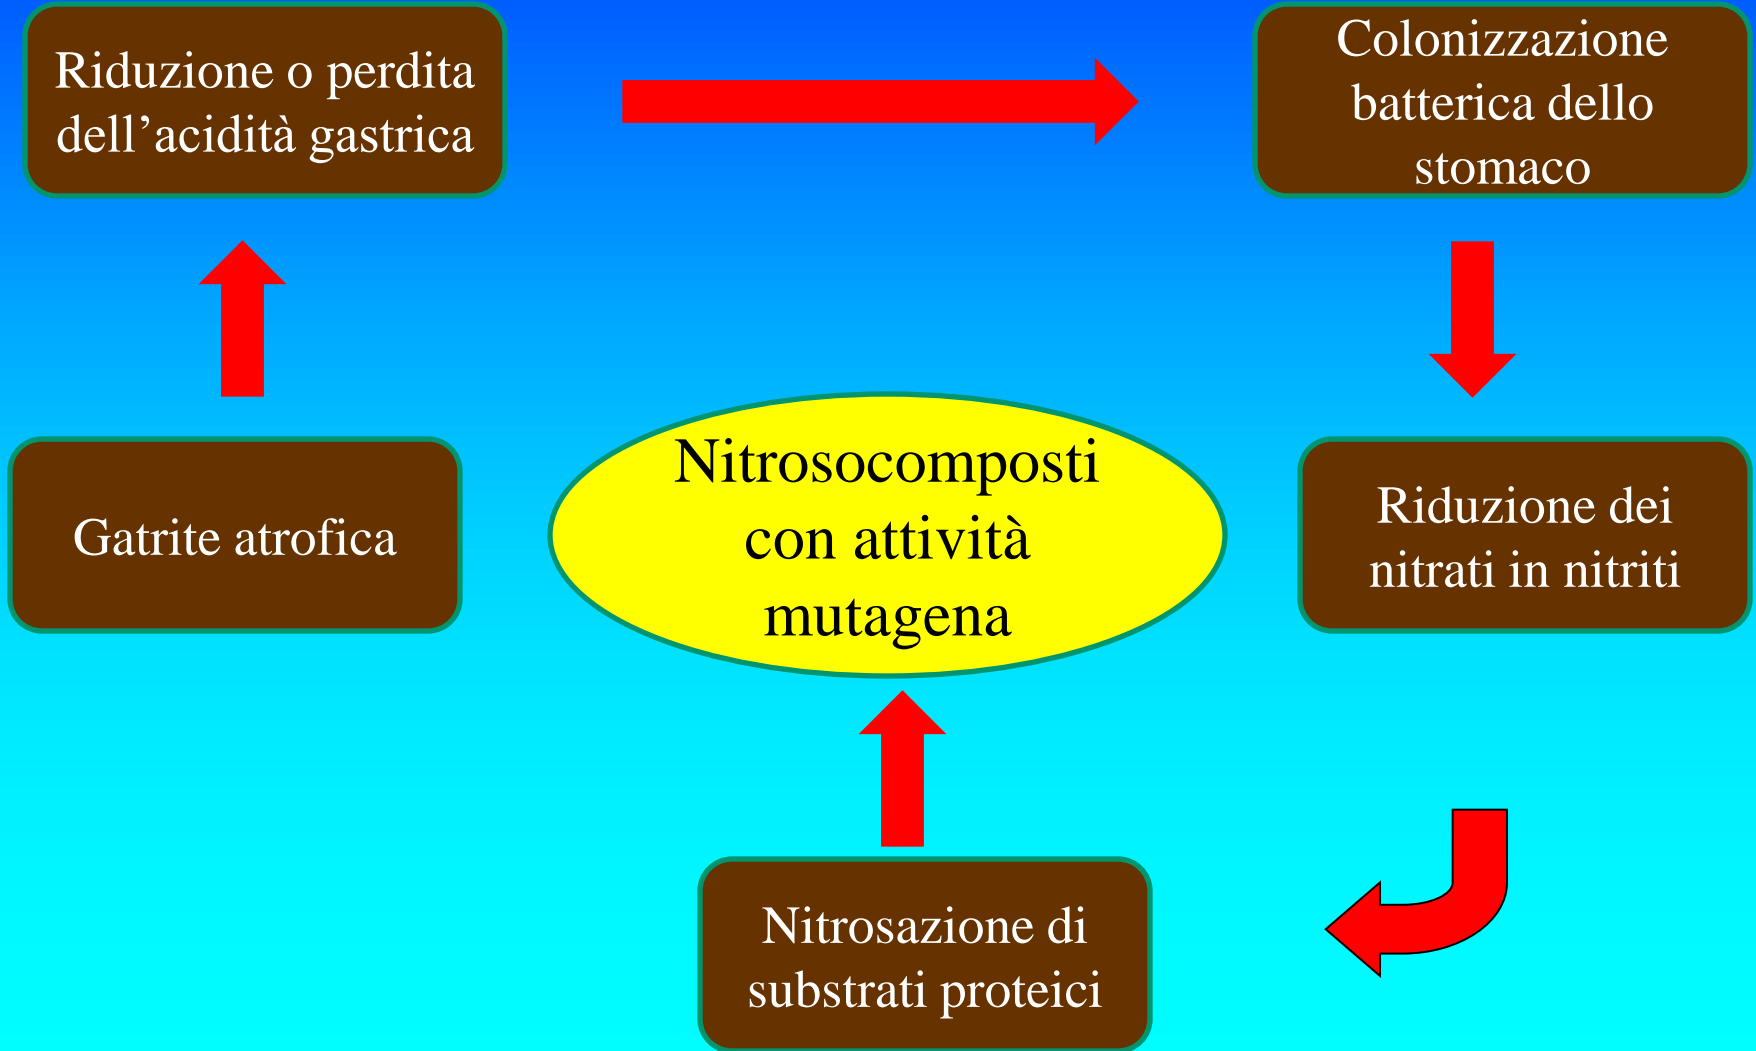 Riduzione o perdita
dell’acidità gastrica
Colonizzazione
batterica dello
stomaco
Gatrite atrofica
Nitrosocomposti
con attività
mutagena
Riduzione dei
nitrati in nitriti
Nitrosazione di
substrati proteici